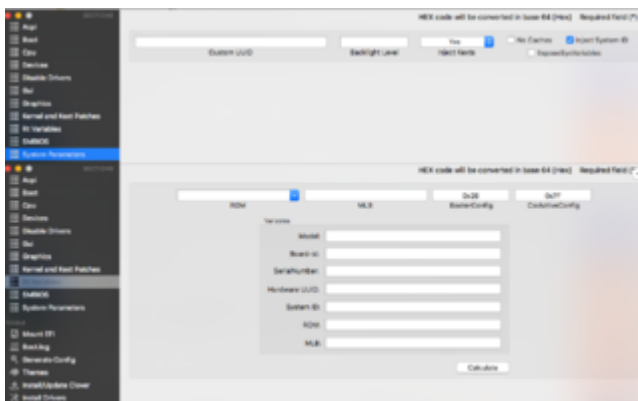 HEX code will be converted in base 64 (Hex) Required field (*)
Acpi
Boot
Cpu
Devices
Disable Drivers
Gui
Graphics
Kernel and Kext Patches
Rt Variables
SMBIOS
System Parameters
Custom UUID
Backlight Level
Yes
Inject Kexts
No Caches
Inject System ID
HEX code will be converted in base 64 (Hex) Required field (*)
Acpi
Boot
Cpu
Devices
Disable Drivers
Gui
Graphics
Kernel and Kext Patches
SMBIOS
System Parameters
Mount EFI
Boot.log
Generate Config
Themes
Install/Update Clover
Install Drivers
ROM
MLB
0x28
BooterConfig
CsrActiveConfig
Variables
Model:
Board-id:
SerialNumber:
Hardware UUID:
System ID:
ROM:
MLB:
Calculate